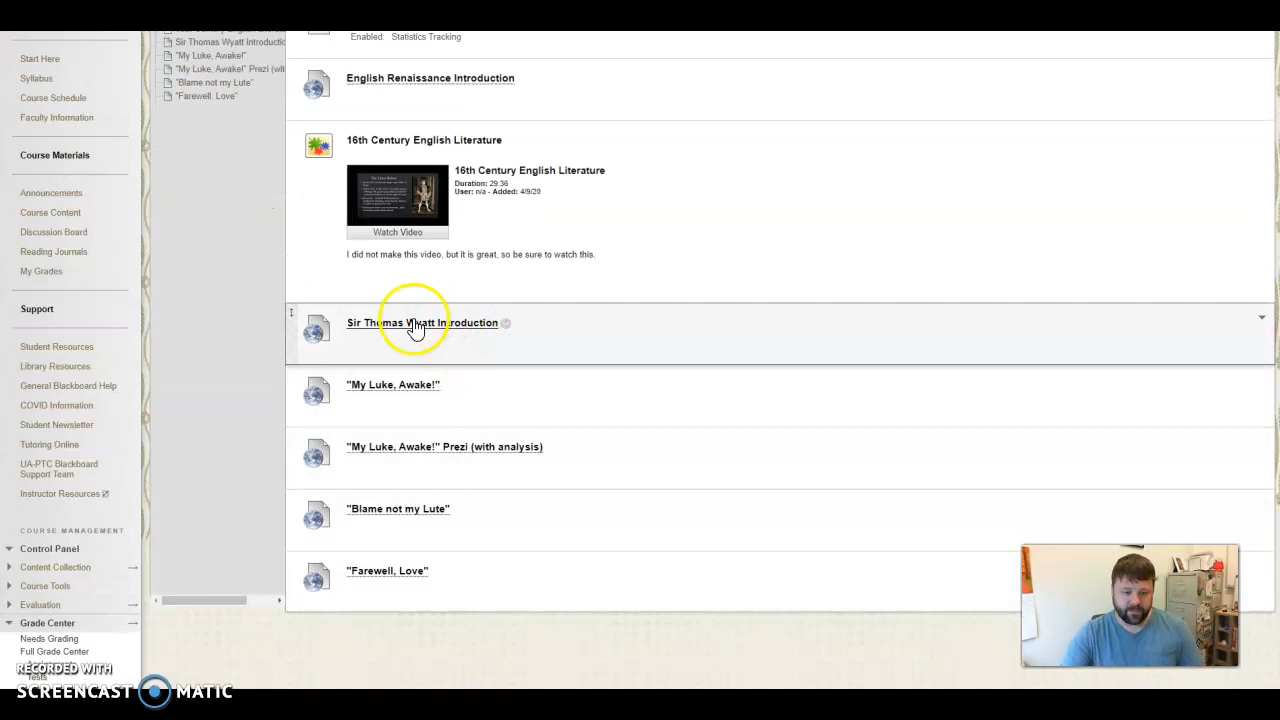 Sir Thomas Wyatt Introductio
"My Luke, Awake!"
"My Luke, Awake!" Prezi (wit
"Blame not my Lute"
"Farewell, Love"
Start Here
Syllabus
Course Schedule
Faculty Information
Course Materials
Announcements
Course Content
Discussion Board
Reading Journals
My Grades
Support
Student Resources
Library Resources
General Blackboard Help
COVID Information
Student Newsletter
Tutoring Online
UA-PTC Blackboard
Support Team
Instructor Resources
COURSE MANAGEMENT
Control Panel
Content Collection
Course Tools
Evaluation
Grade Center
Needs Grading
Full Grade Center
Tests
Enabled: Statistics Tracking
English Renaissance Introduction
16th Century English Literature
16th Century English Literature
Duration: 29:36
User: n/a - Added: 4/9/20
Watch Video
I did not make this video, but it is great, so be sure to watch this.
Sir Thomas Wyatt Introduction
"My Luke, Awake!"
"My Luke, Awake!" Prezi (with analysis)
"Blame not my Lute"
"Farewell, Love"
RECORDED WITH
SCREENCAST MATIC